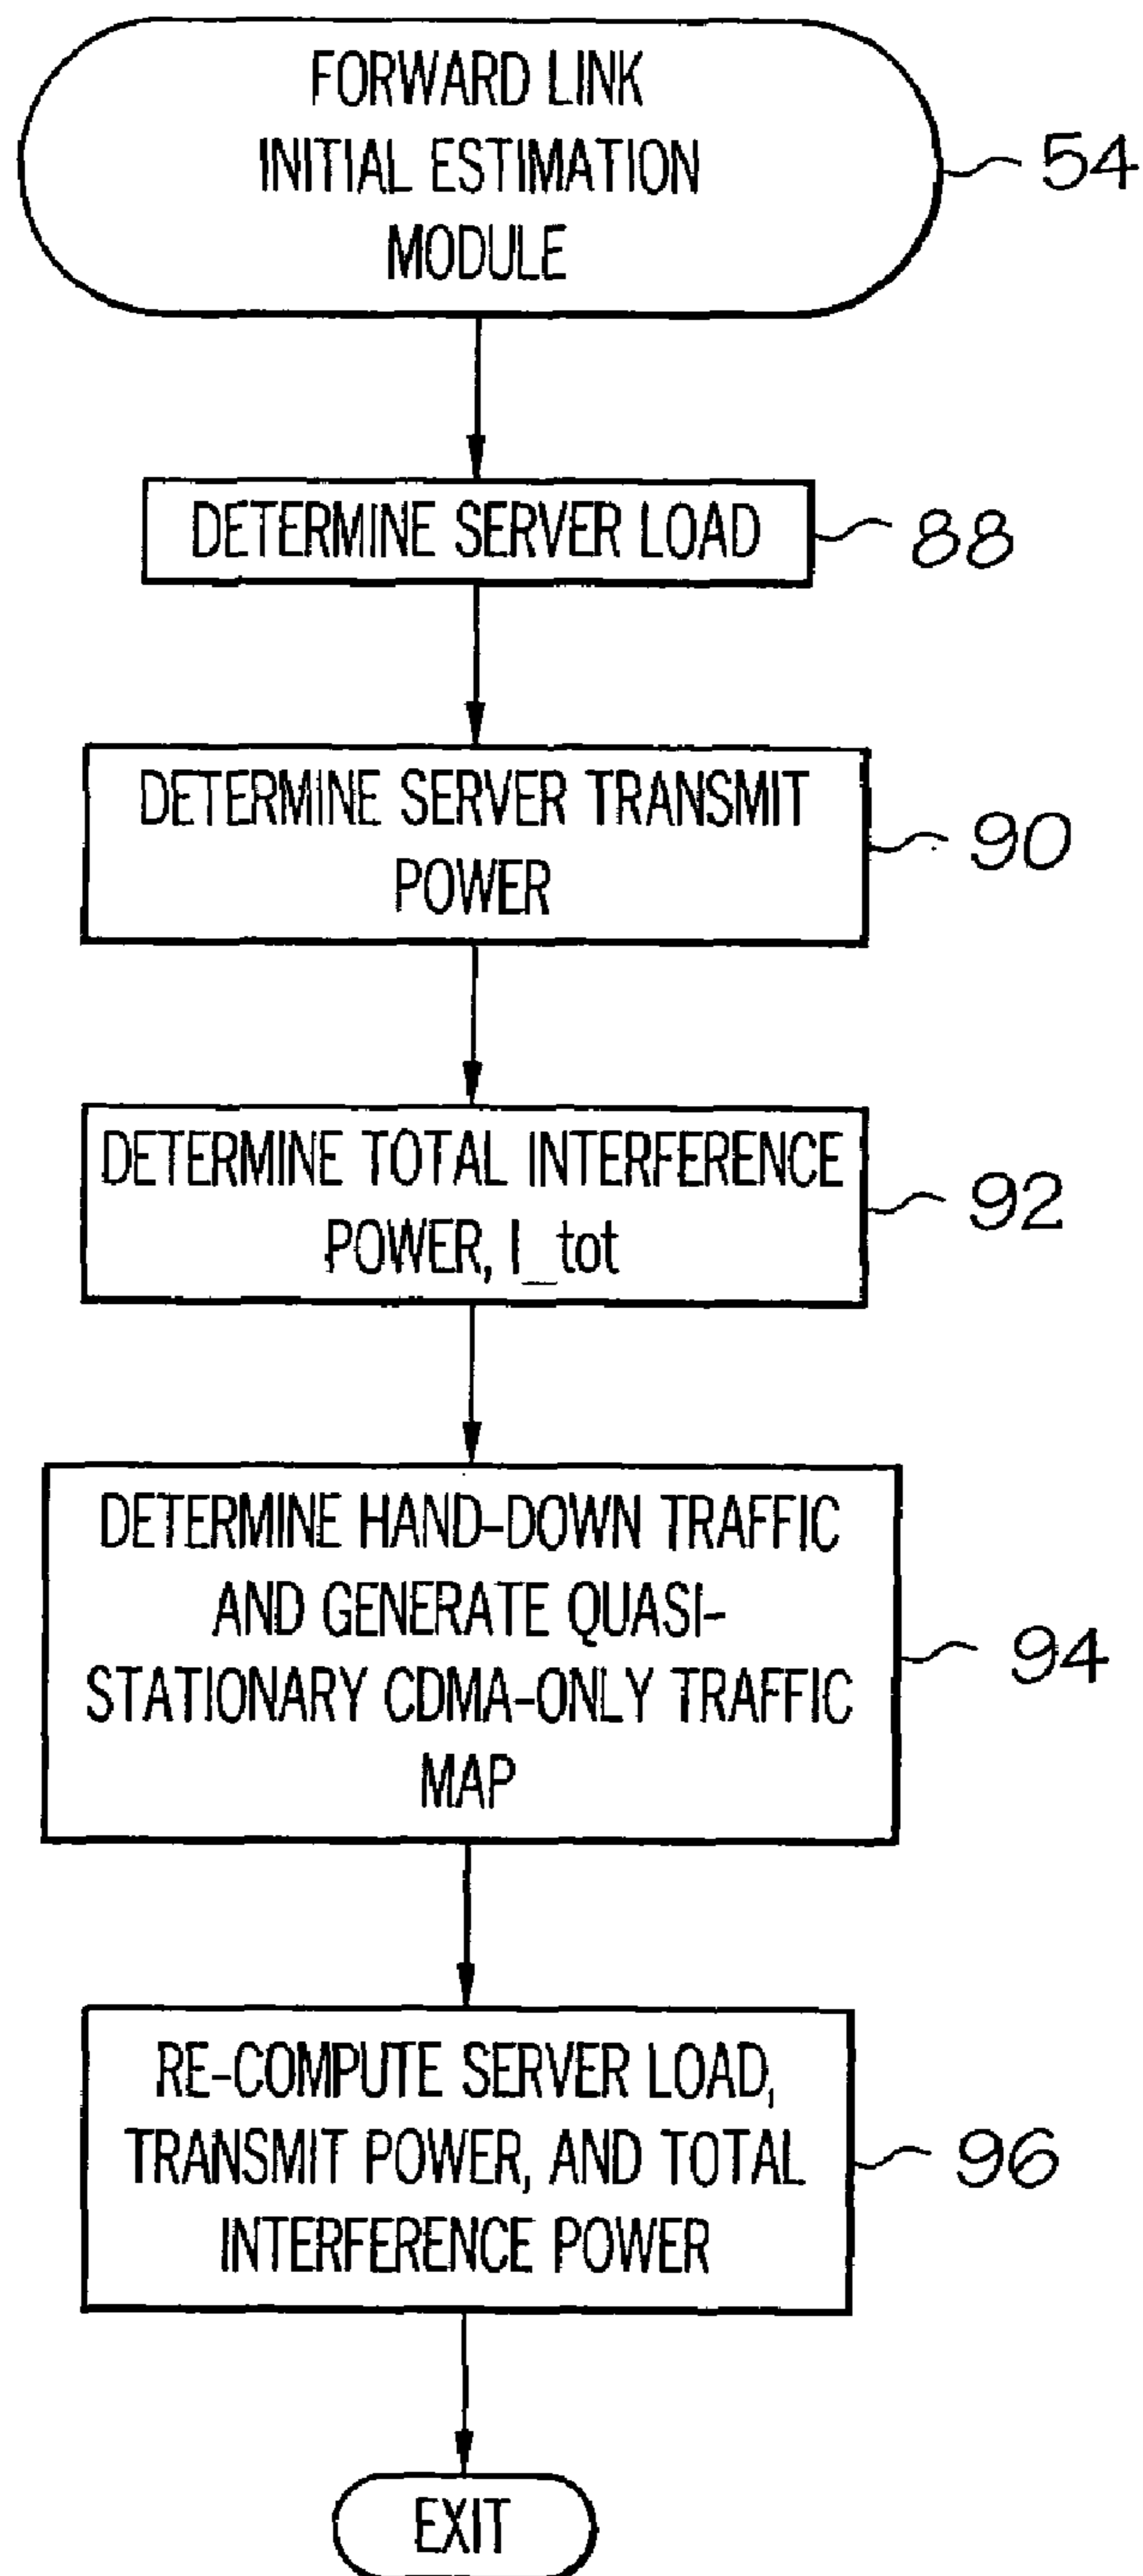 FORWARD LINK
INITIAL ESTIMATION
MODULE
54
DETERMINE SERVER LOAD
88
DETERMINE SERVER TRANSMIT
POWER
90
DETERMINE TOTAL INTERFERENCE
POWER, I_tot
92
DETERMINE HAND-DOWN TRAFFIC
AND GENERATE QUASI-
STATIONARY CDMA-ONLY TRAFFIC
MAP
94
RE-COMPUTE SERVER LOAD,
TRANSMIT POWER, AND TOTAL
INTERFERENCE POWER
96
EXIT